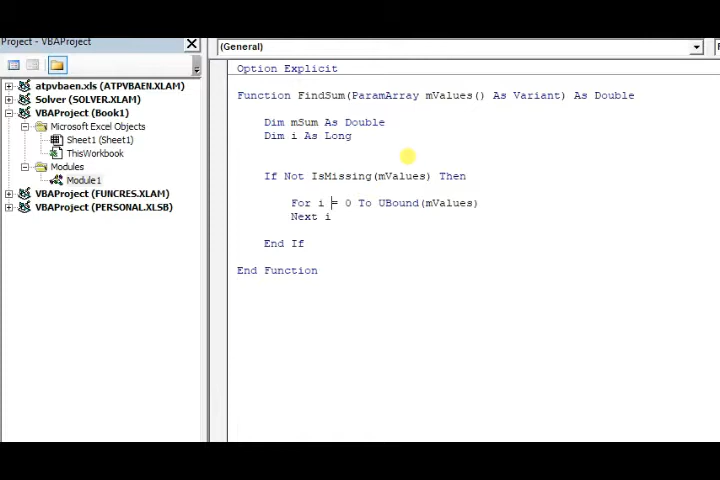 Project - VBAProject
(General)
atpvbaen.xls (ATPVBAEN.XLAM)
Solver (SOLVER.XLAM)
VBAProject (Book1)
Microsoft Excel Objects
Sheet1 (Sheet1)
ThisWorkbook
Modules
Module1
VBAProject (FUNCRES.XLAM)
VBAProject (PERSONAL.XLSB)
Option Explicit
Function FindSum(ParamArray mValues() As Variant) As Double
Dim mSum As Double
Dim i As Long
If Not IsMissing(mValues) Then
For i = 0 To UBound(mValues)
Next i
End If
End Function